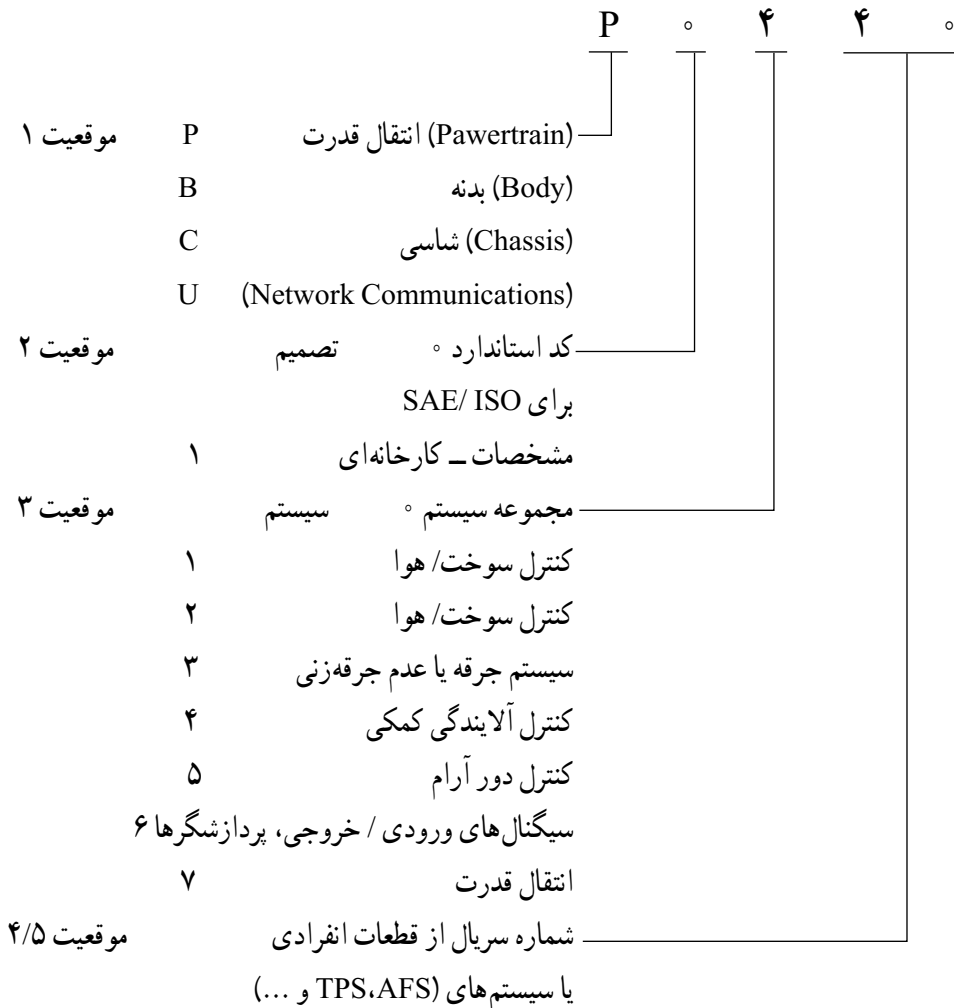 P ° ۴ ۴ °
(Pawertrain) انتقال قدرت P موقعیت ۱
(Body) بدنه B
(Chassis) شاسی C
(Network Communications) U
کد استاندارد ° تصمیم موقعیت ۲
برای SAE/ ISO
مشخصات ــ کارخانه‌ای ۱
مجموعه سیستم ° سیستم موقعیت ۳
کنترل سوخت/ هوا ۱
کنترل سوخت/ هوا ۲
سیستم جرقه یا عدم جرقه‌زنی ۳
کنترل آلایندگی کمکی ۴
کنترل دور آرام ۵
سیگنال‌های ورودی / خروجی، پردازشگرها ۶
انتقال قدرت ۷
شماره سریال از قطعات انفرادی موقعیت ۴/۵
یا سیستم‌های (TPS،AFS و ...)